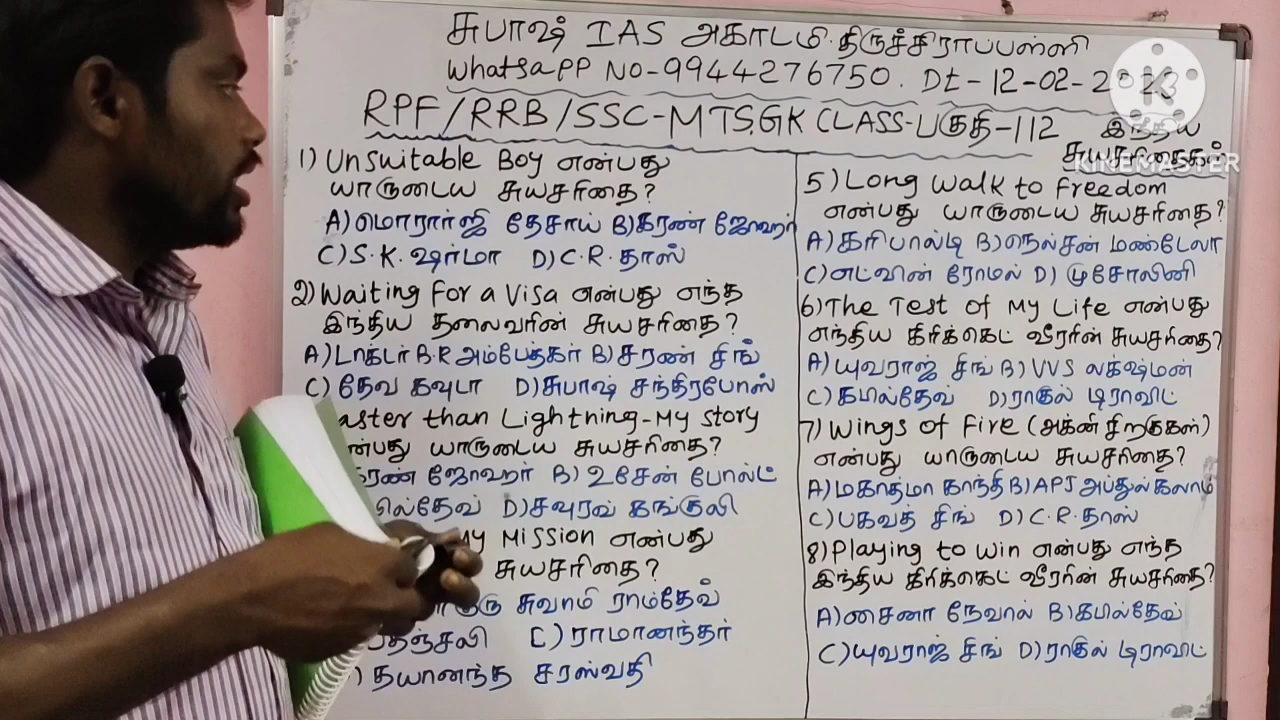 சுபாஷ் IAS அகாடமி. திருச்சிராப்பள்ளி
WhatsAPP No-9944276750. Dt-12-02-2023
RPF/RRB/SSC-MTS.GK CLASS-பகுதி-112
இந்திய
சுயசரிதைகள்
KINEMASTER
1) Unsuitable Boy என்பது
யாருடைய சுயசரிதை?
A) மொரார்ஜி தேசாய் B) கரண் ஜோஹர்
C) S.K. ஷர்மா D) C.R. தாஸ்
2) Waiting For a Visa என்பது எந்த
இந்திய தலைவரின் சுயசரிதை?
A) டாக்டர் B.R அம்பேத்கர் B) சரண் சிங்
C) தேவ கவுடா D) சுபாஷ் சந்திரபோஸ்
aster than Lightning-My story
ன்பது யாருடைய சுயசரிதை?
ரண் ஜோஹர் B) உசேன் போல்ட்
பில்தேவ் D) சவுரவ் கங்குலி
My Mission என்பது
சுயசரிதை?
குரு சுவாமி ராம்தேவ்
பதஞ்சலி C) ராமானந்தர்
) தயானந்த சரஸ்வதி
5) Long walk to freedom
என்பது யாருடைய சுயசரிதை?
A) கரிபால்டி B) நெல்சன் மண்டேலா
C) எட்வின் ரோமல் D) முசோலினி
6) The Test of My Life என்பது
எந்திய கிரிக்கெட் வீரரின் சுயசரிதை?
A) யுவராஜ் சிங் B) VVS லக்‌ஷ்மன்
C) கபில்தேவ் D) ராகுல் டிராவிட்
7) Wings of Fire (அக்னி சிறகுகள்)
என்பது யாருடைய சுயசரிதை?
A) மகாத்மா காந்தி B) APJ அப்துல் கலாம்
C) பகவத் சிங் D) C.R. தாஸ்
8) Playing to win என்பது எந்த
இந்திய கிரிக்கெட் வீரரின் சுயசரிதை?
A) சைனா நேவால் B) கபில்தேவ்
C) யுவராஜ் சிங் D) ராகுல் டிராவிட்